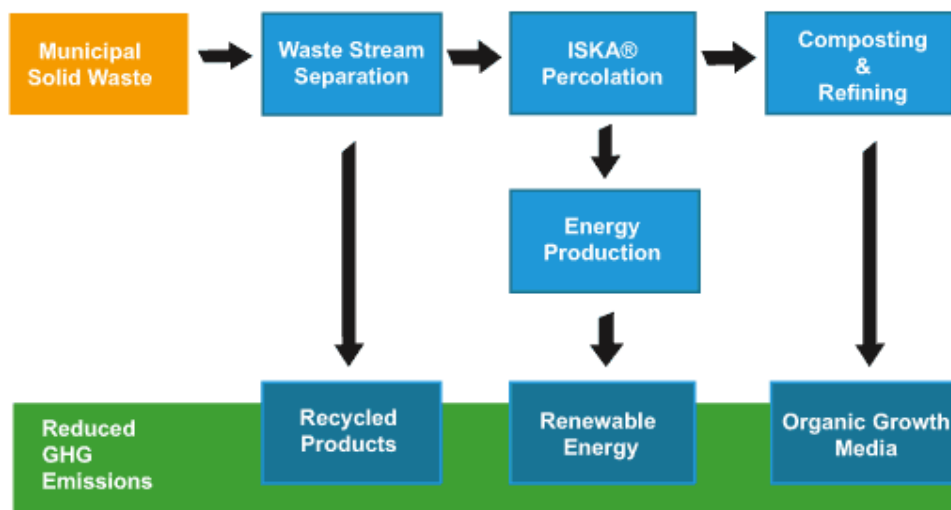 Municipal
Solid Waste
Waste Stream
Separation
ISKA®
Percolation
Composting
&
Refining
Energy
Production
Reduced
GHG
Emissions
Recycled
Products
Renewable
Energy
Organic Growth
Media